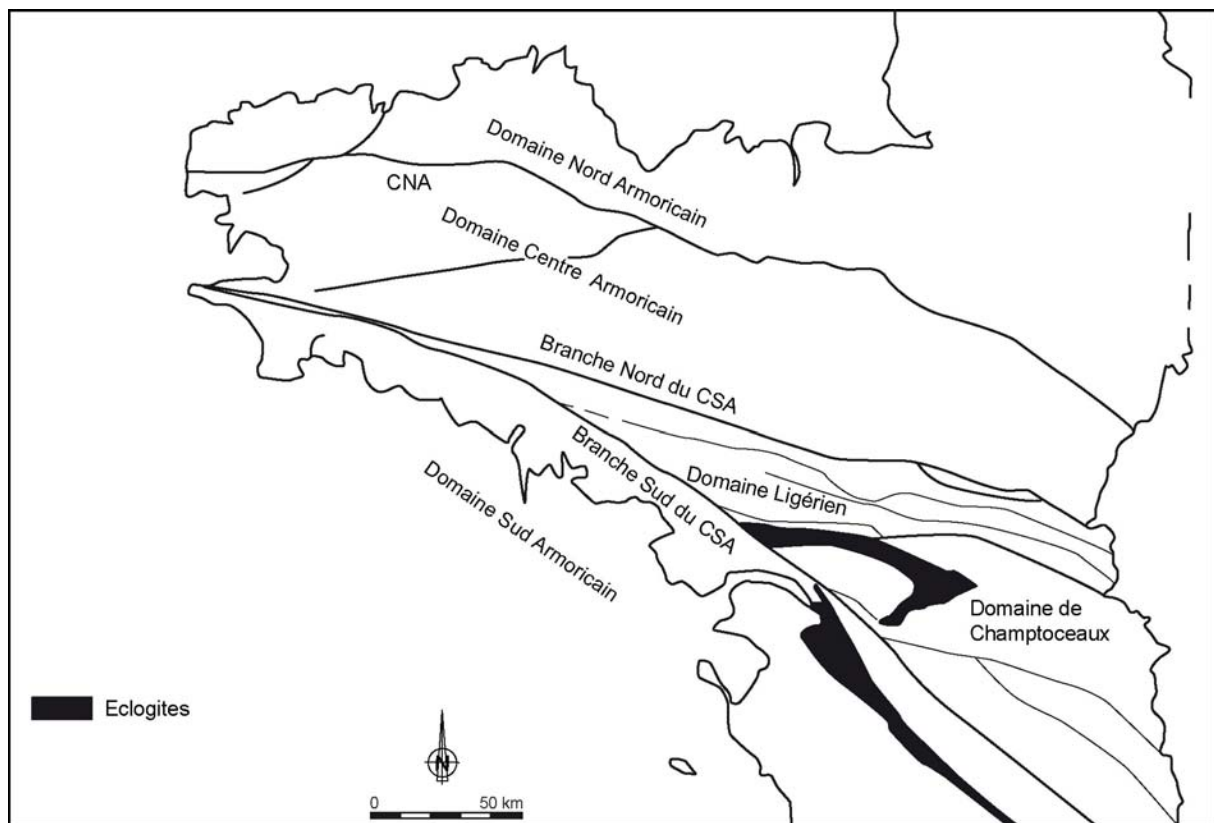 Domaine Nord Armoricain
CNA
Domaine Centre Armoricain
Branche Nord du CSA
Branche Sud du CSA
Domaine Ligérien
Domaine Sud Armoricain
Domaine de
Champtoceaux
Eclogites
N
0 50 km